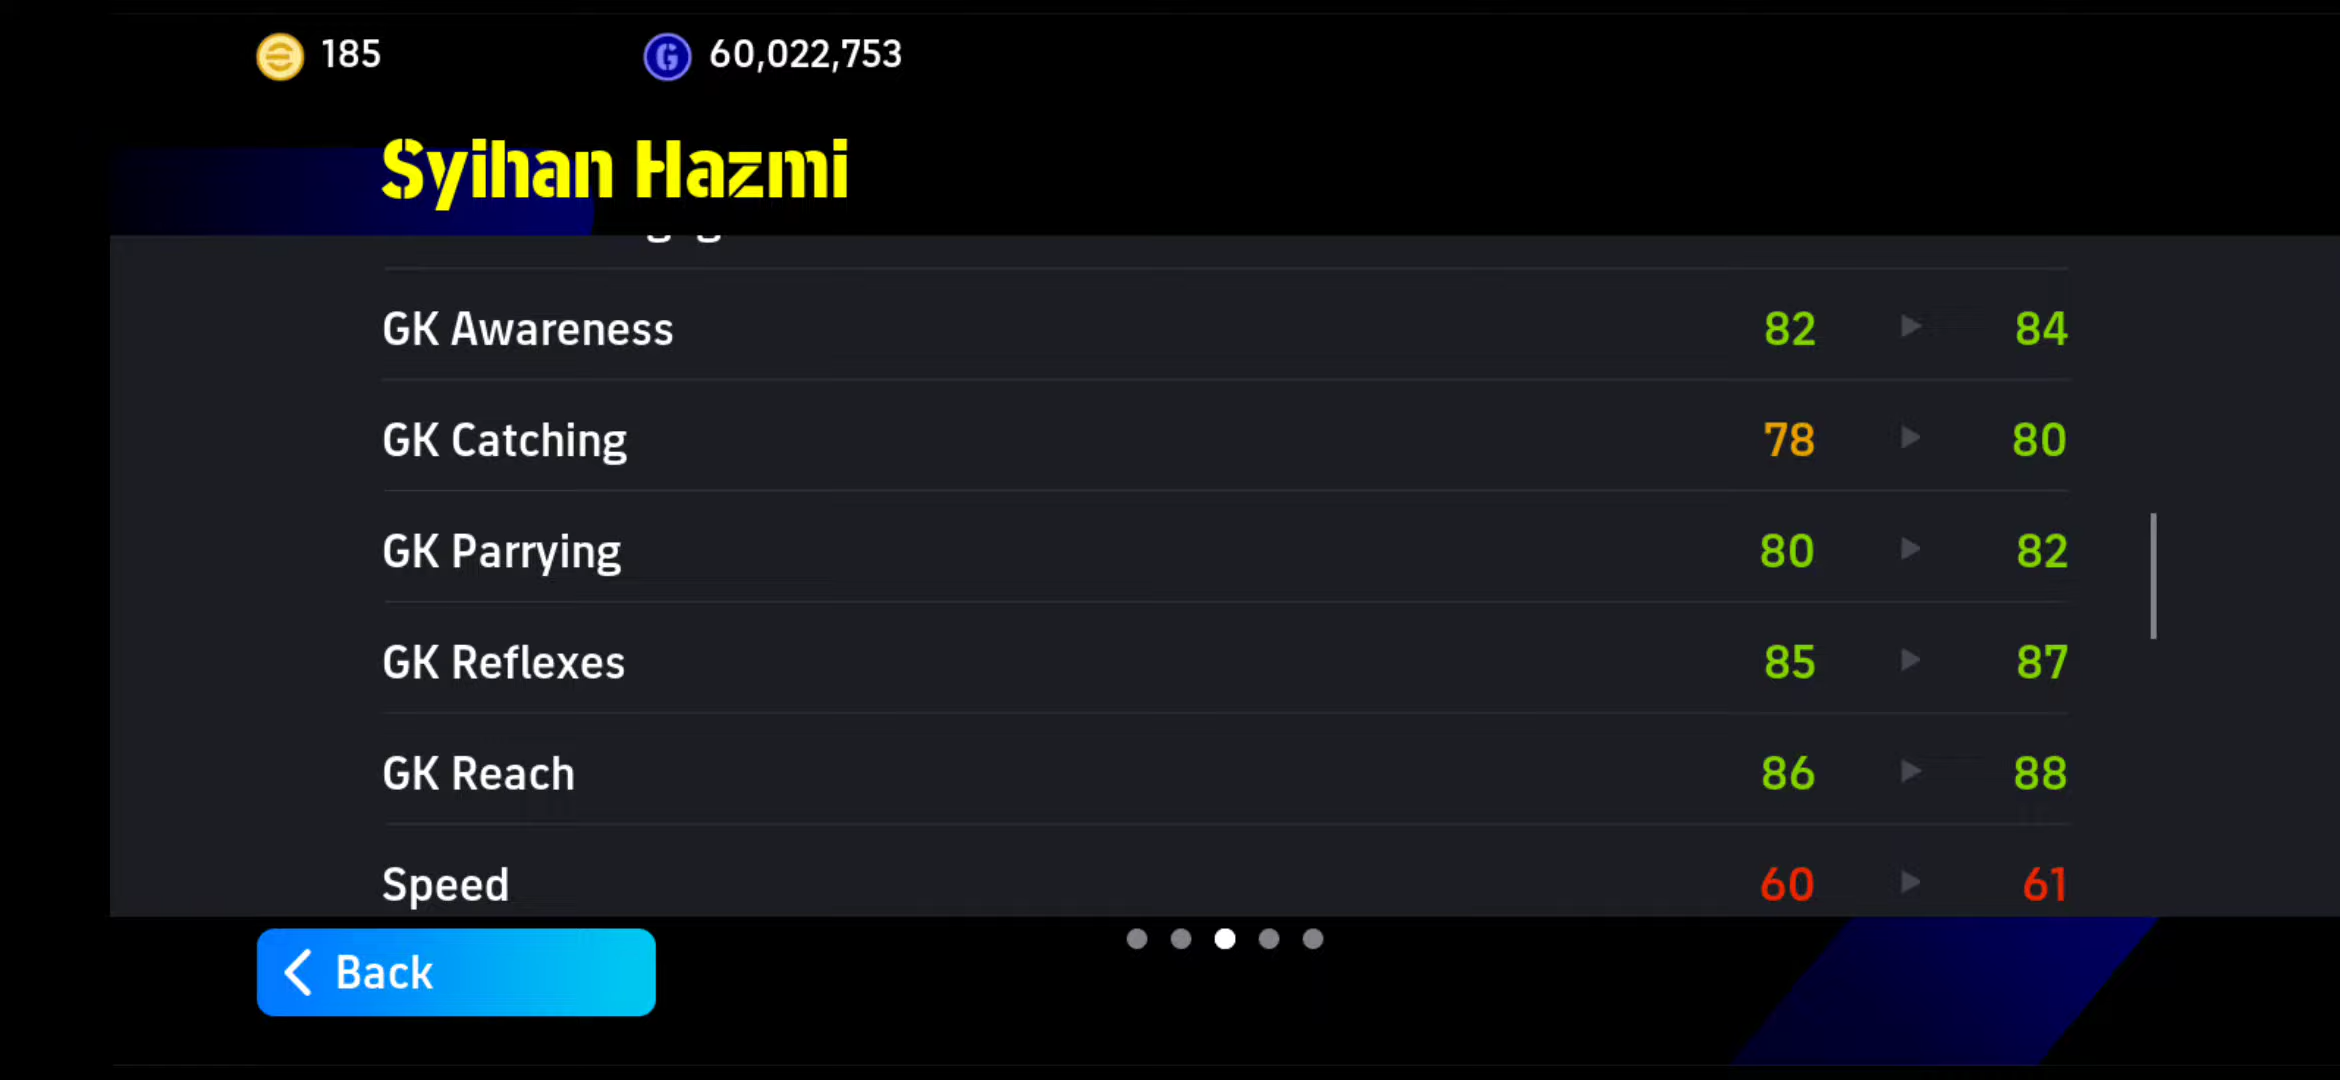 185 60,022,753
Syihan Hazmi
GK Awareness 82 84
GK Catching 78 80
GK Parrying 80 82
GK Reflexes 85 87
GK Reach 86 88
Speed 60 61
Back